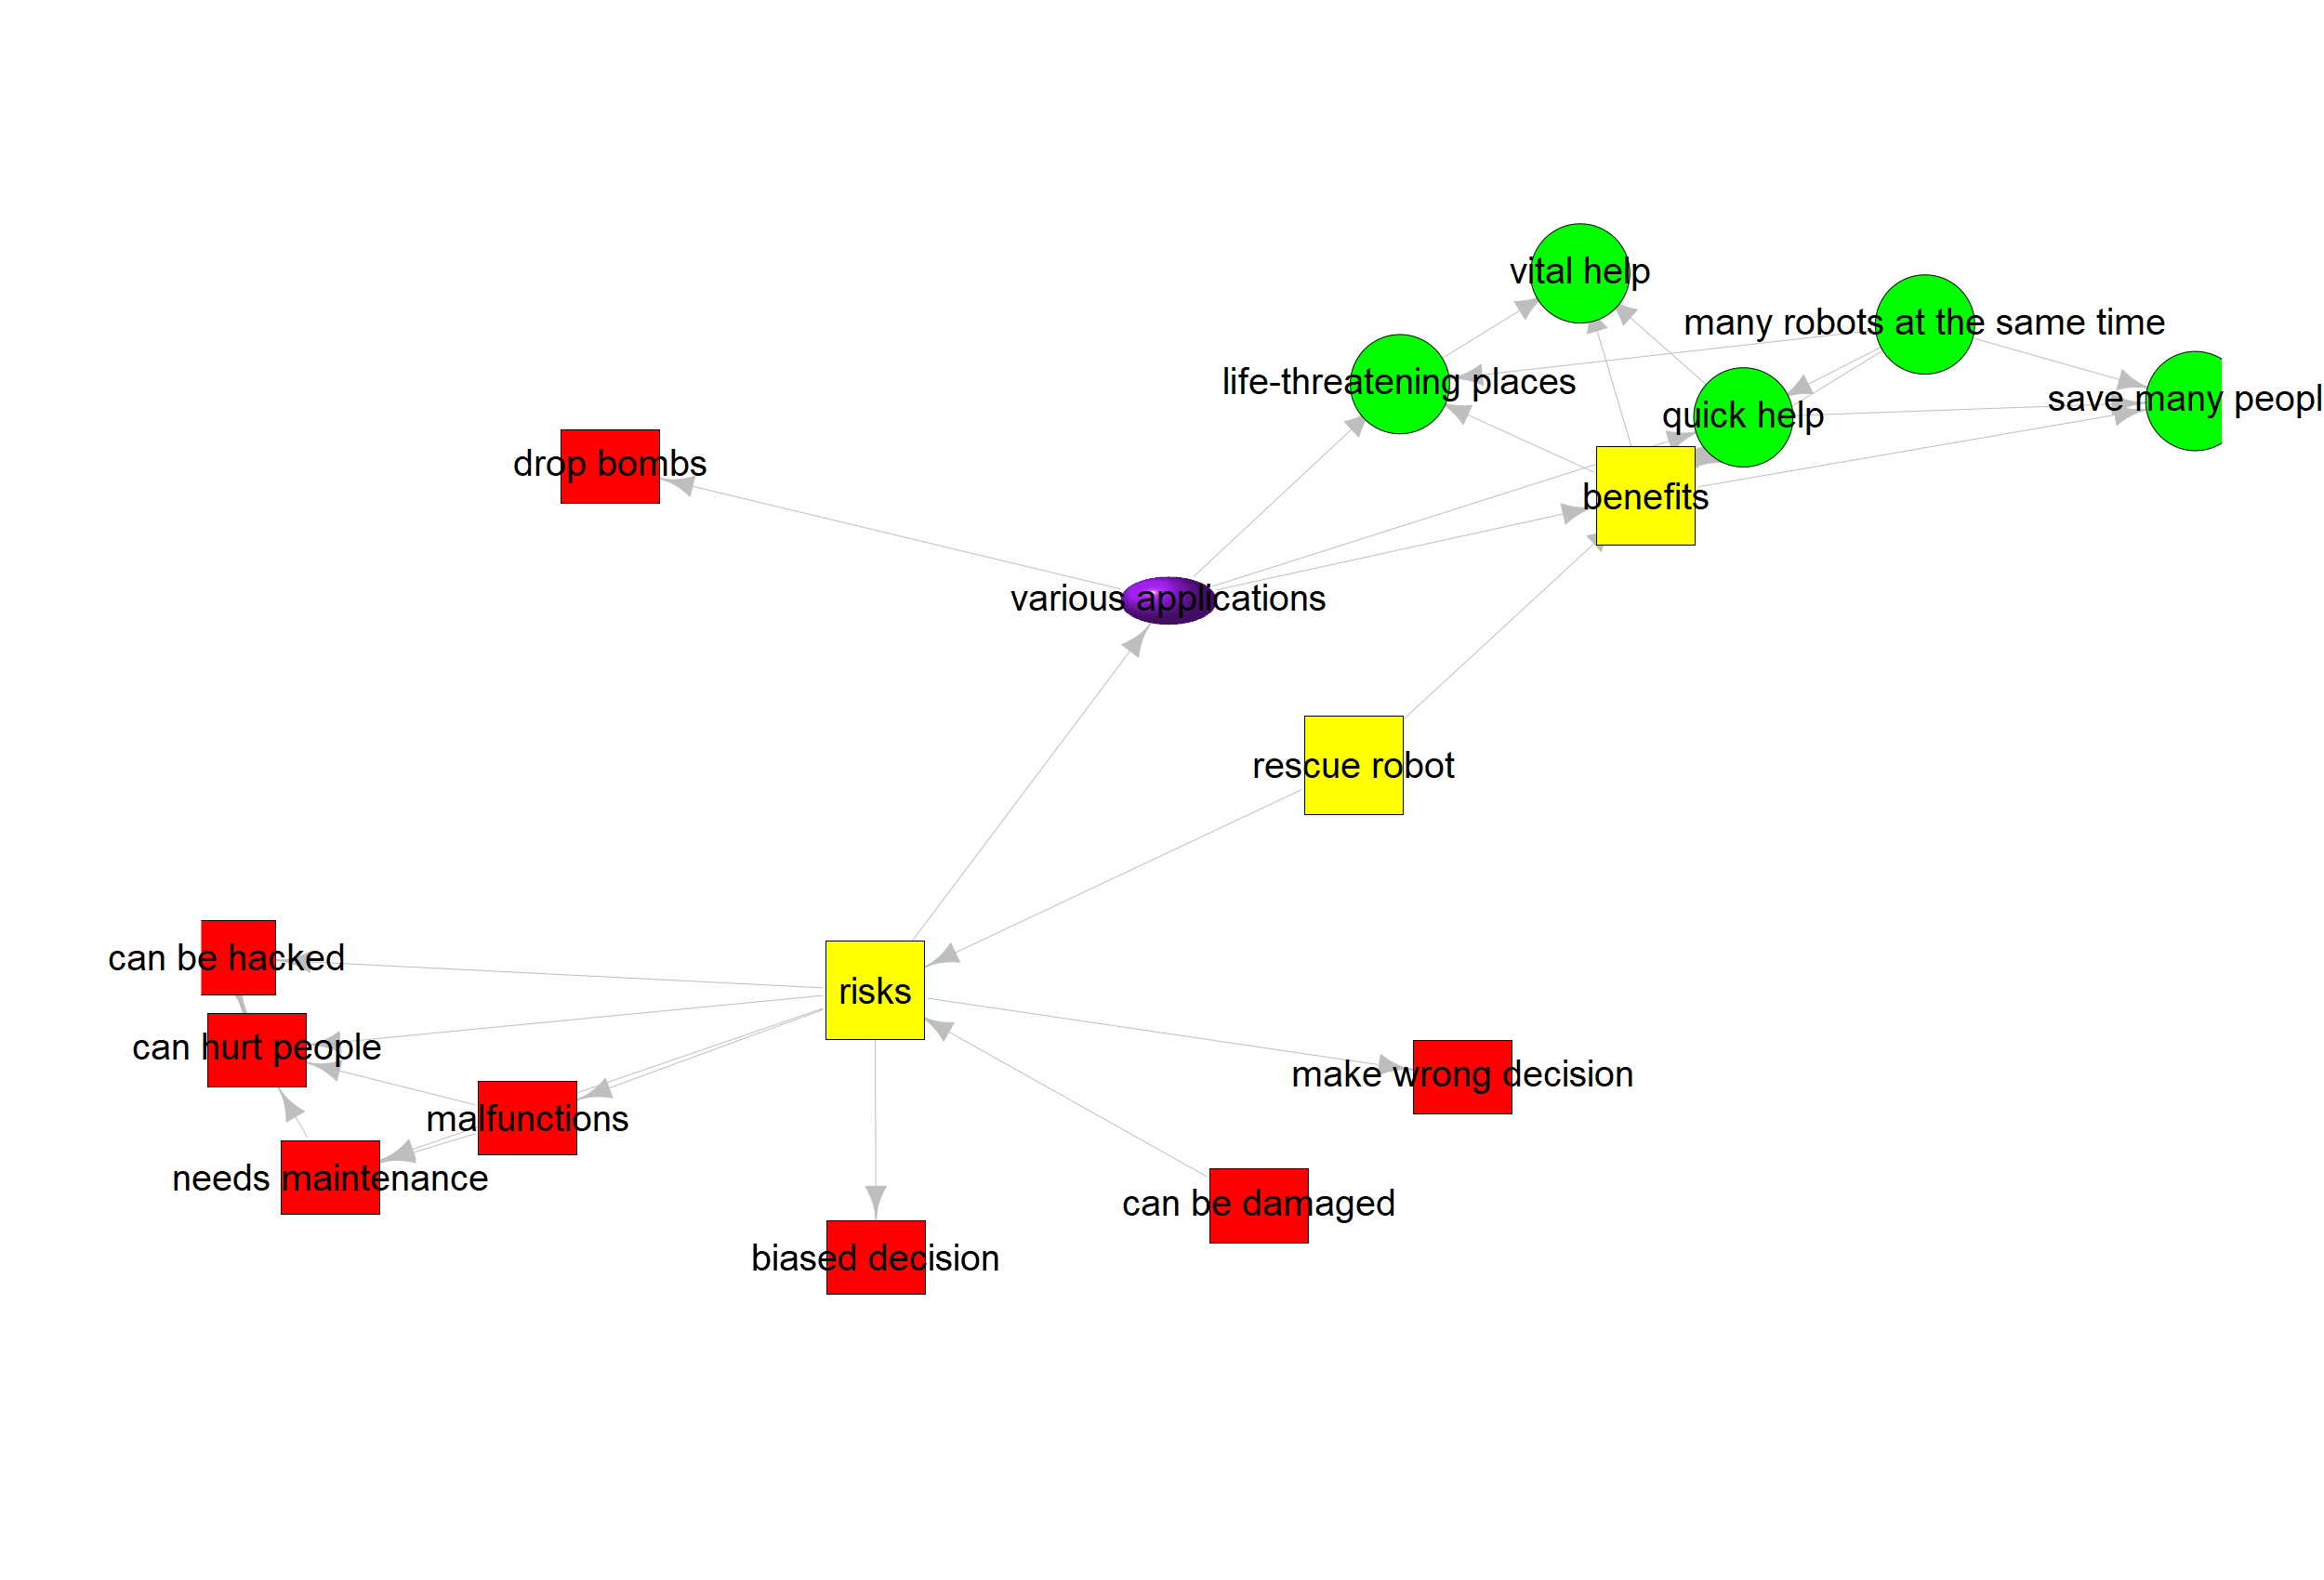 vital help
many robots at the same time
life-threatening places
save many peopl
quick help
drop bombs
benefits
various applications
rescue robot
can be hacked
risks
can hurt people
make wrong decision
malfunctions
needs maintenance
can be damaged
biased decision